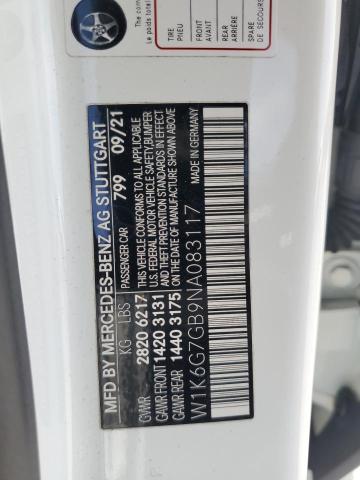 Le poids total
TIRE
PNEU
FRONT
AVANT
REAR
ARRIÈRE
SPARE
DE SECOURS
MFD BY MERCEDES-BENZ AG STUTTGART
PASSENGER CAR 799 09/21
KG LBS
GVWR 2820 6217
GAWR FRONT 1420 3131
GAWR REAR 1440 3175
THIS VEHICLE CONFORMS TO ALL APPLICABLE
U.S. FEDERAL MOTOR VEHICLE SAFETY, BUMPER
AND THEFT PREVENTION STANDARDS IN EFFECT
ON THE DATE OF MANUFACTURE SHOWN ABOVE
W1K6G7GB9NA083117
MADE IN GERMANY